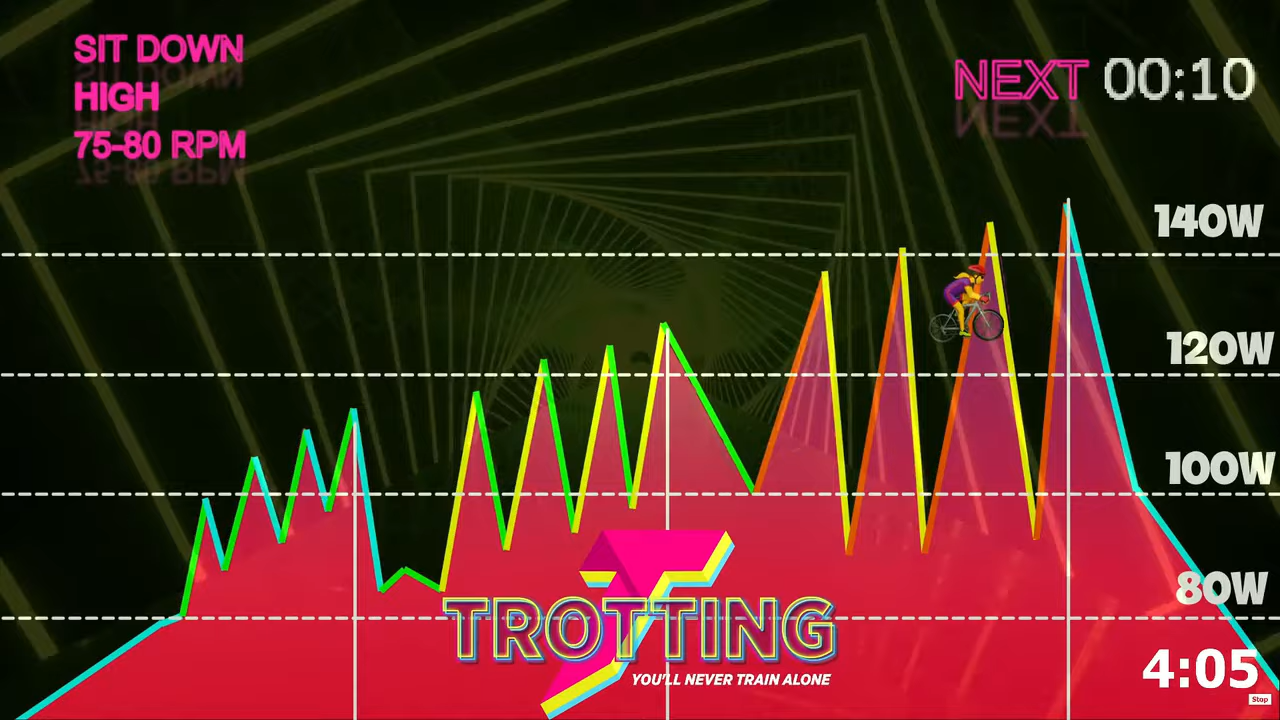 SIT DOWN
HIGH
75-80 RPM
NEXT 00:10
140W
120W
100W
80W
TROTTING
YOU'LL NEVER TRAIN ALONE
4:05
Stop